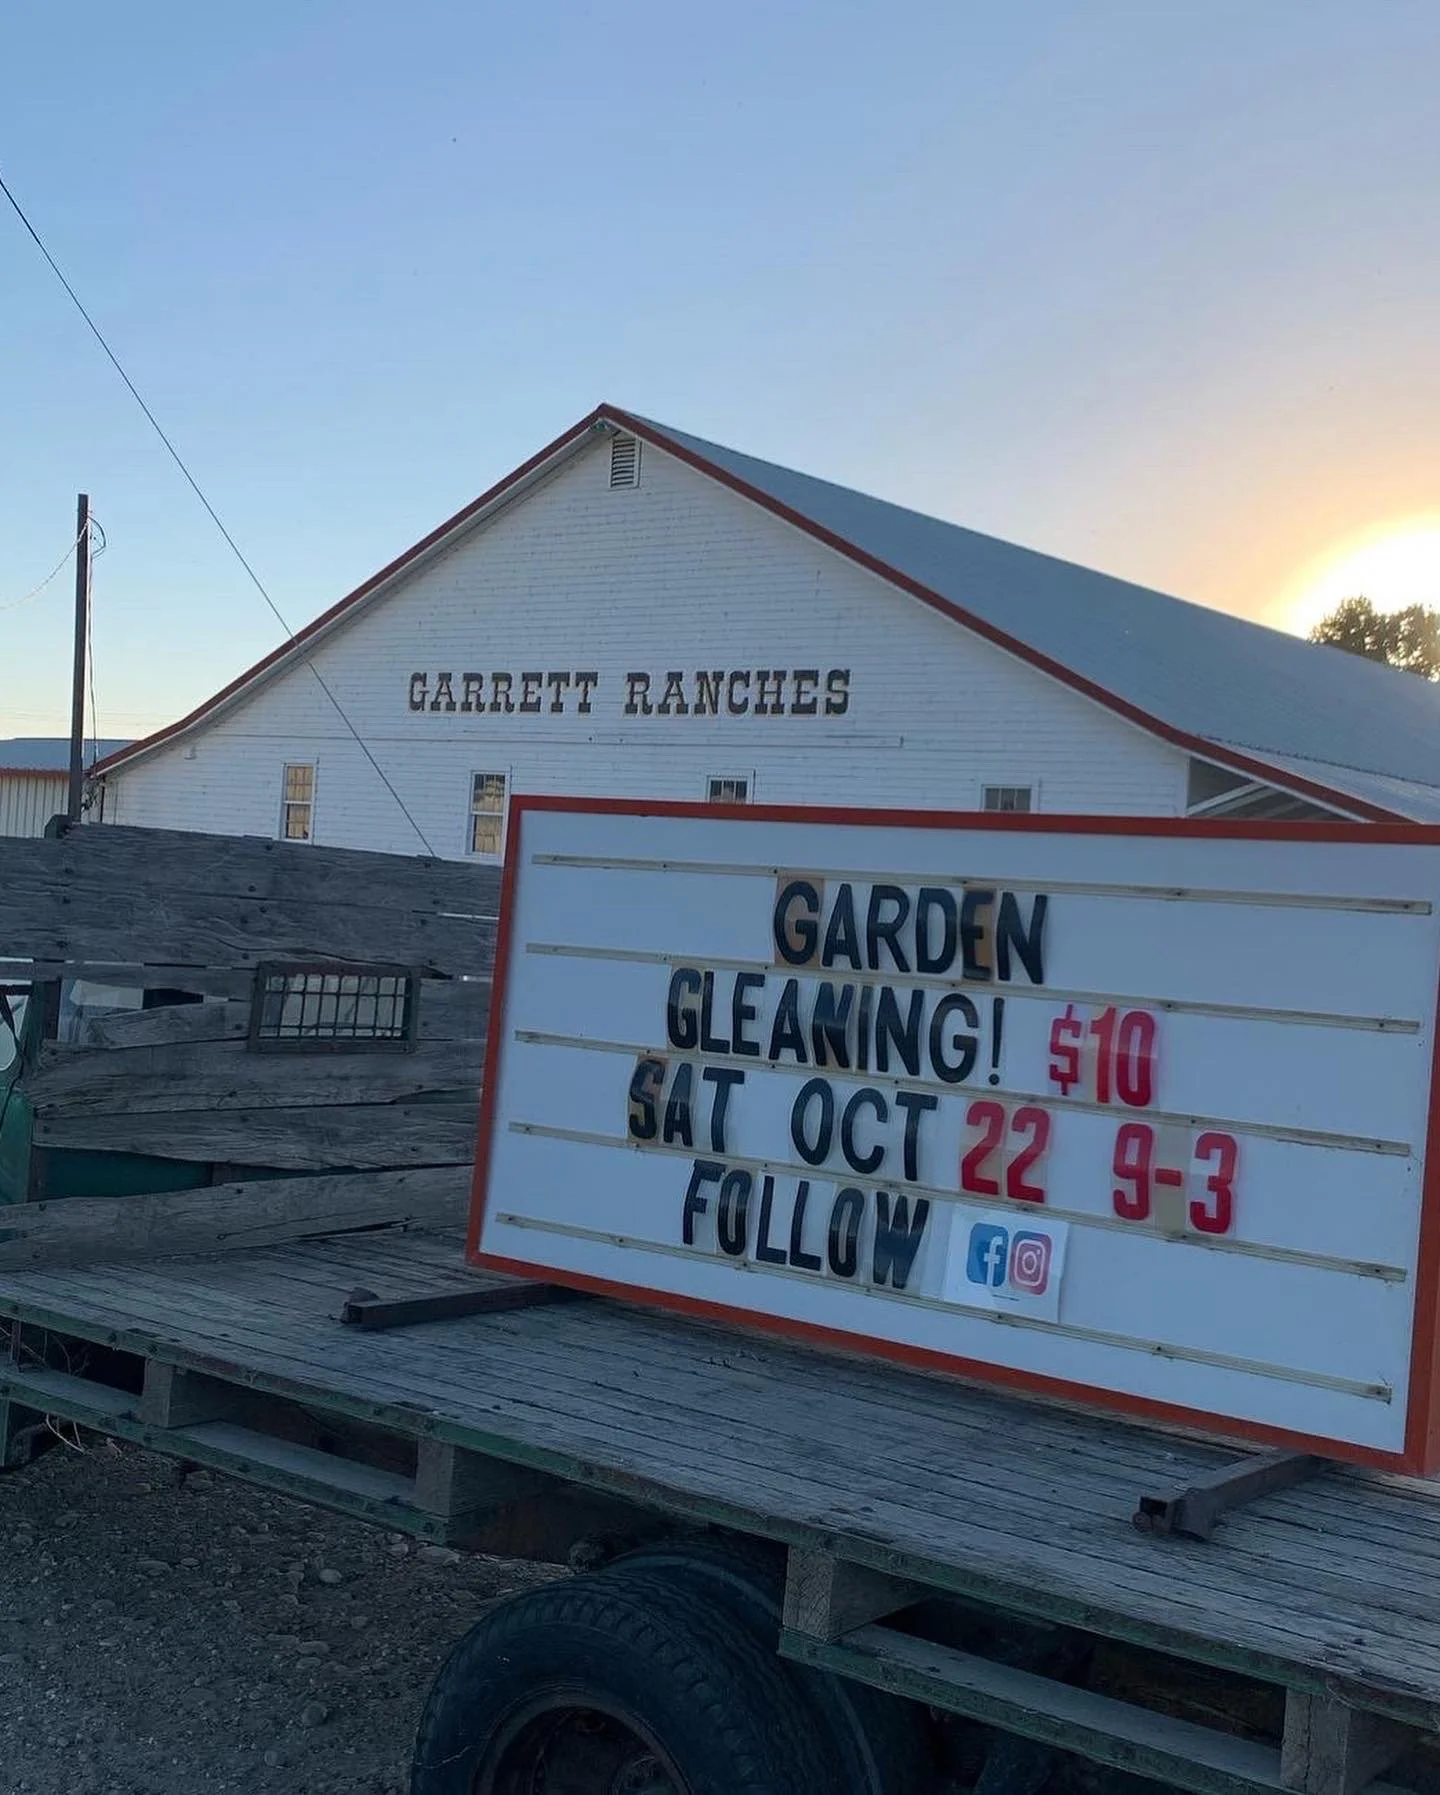 GARRETT RANCHES
GARDEN
GLEANING! $10
SAT OCT 22 9-3
FOLLOW